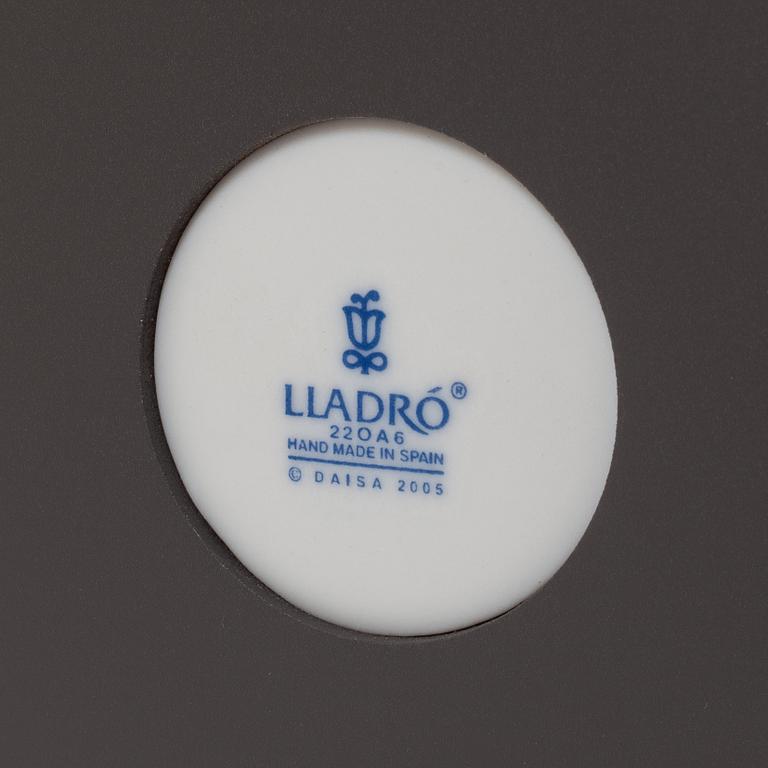 LLADRÓ®
22OA6
HAND MADE IN SPAIN
© DAISA 2005